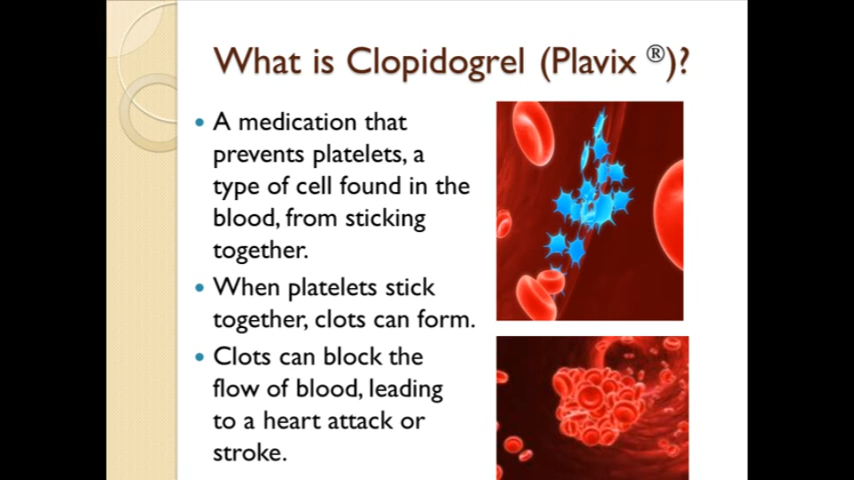 What is Clopidogrel (Plavix ®)?
• A medication that
prevents platelets, a
type of cell found in the
blood, from sticking
together.
• When platelets stick
together, clots can form.
• Clots can block the
flow of blood, leading
to a heart attack or
stroke.